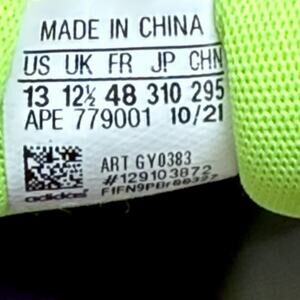 MADE IN CHINA
US UK FR JP CHN
13 12½ 48 310 295
APE 779001 10/21
ART GY0383
#129103872
adidas